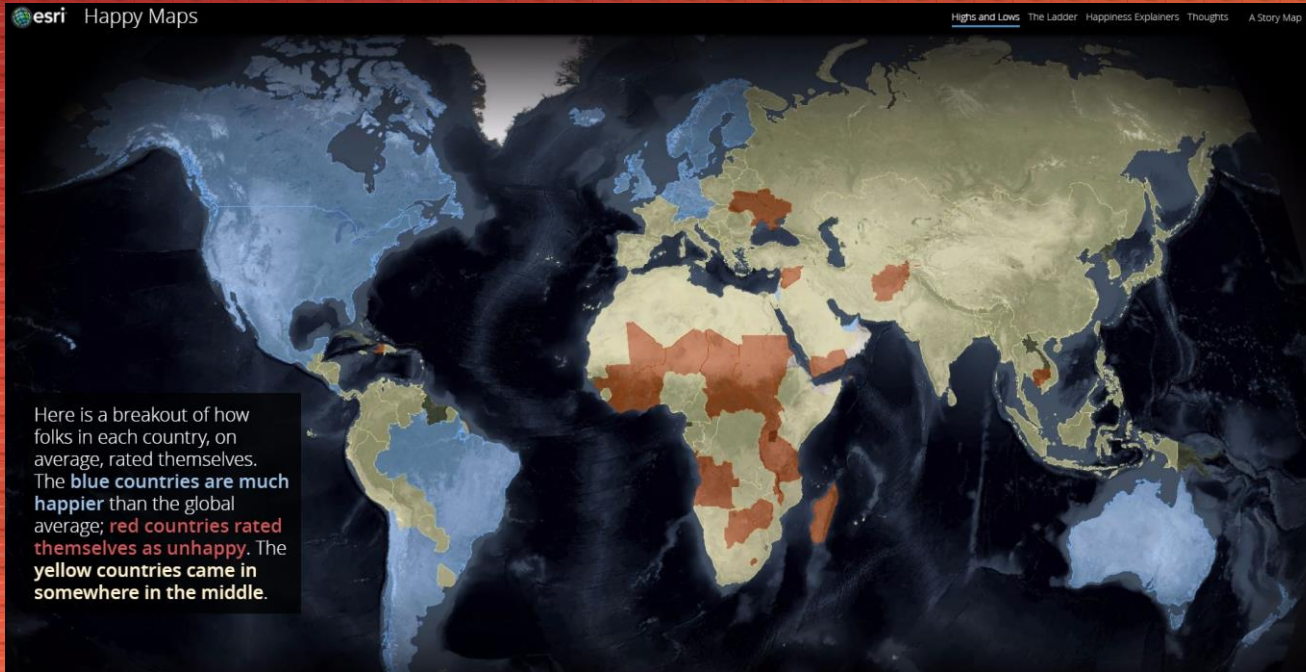 esri Happy Maps
Highs and Lows The Ladder Happiness Explainers Thoughts A Story Map
Here is a breakout of how
folks in each country, on
average, rated themselves.
The blue countries are much
happier than the global
average; red countries rated
themselves as unhappy. The
yellow countries came in
somewhere in the middle.